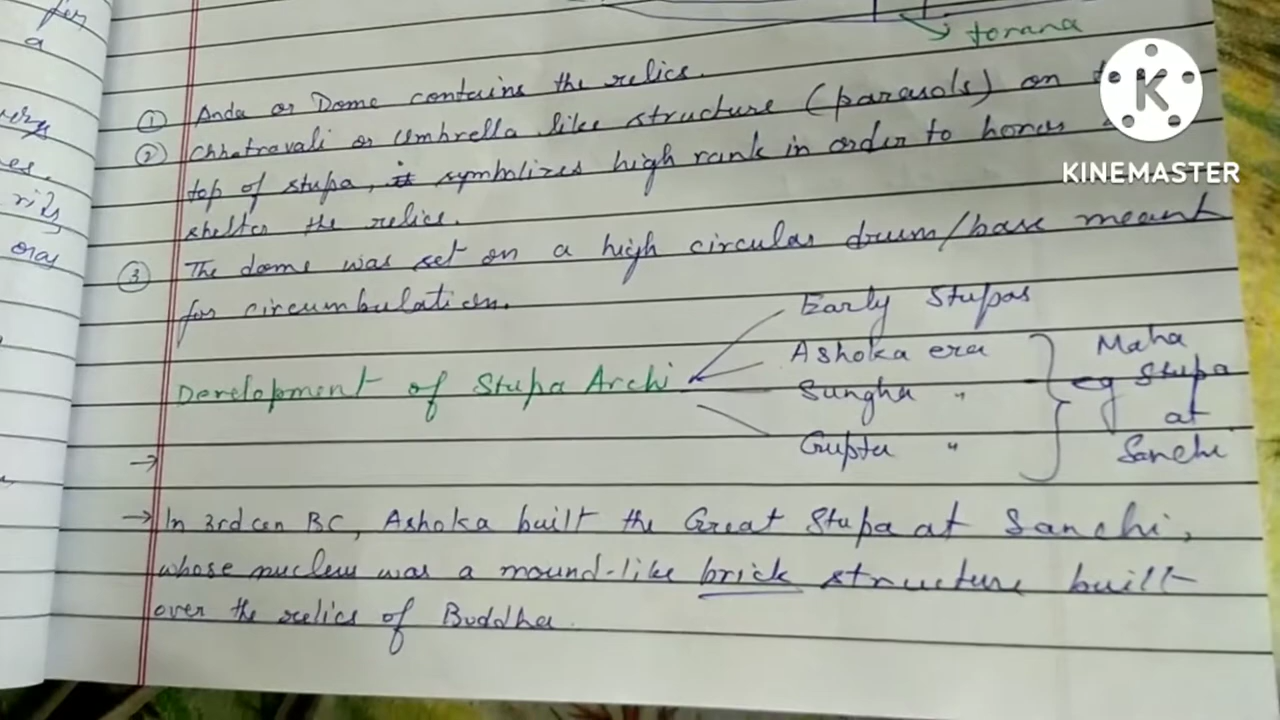 for
a
es.
oray
torana
① Anda or Dome contains the relics.
② Chhatravali or Umbrella like structure (parasols) on
top of stupa, it symbolizes high rank in order to honor
shelter the relics.
③ The dome was set on a high circular drum/base meant
for circumbulation.
Development of Stupa Archi
Early Stupas
Ashoka era
Sungha "
Gupta "
Maha
eg Stupa
at
Sanchi
→
→ In 3rd cen BC, Ashoka built the Great Stupa at Sanchi,
whose nucleus was a mound-like brick structure built
over the relics of Buddha.
K
KINEMASTER